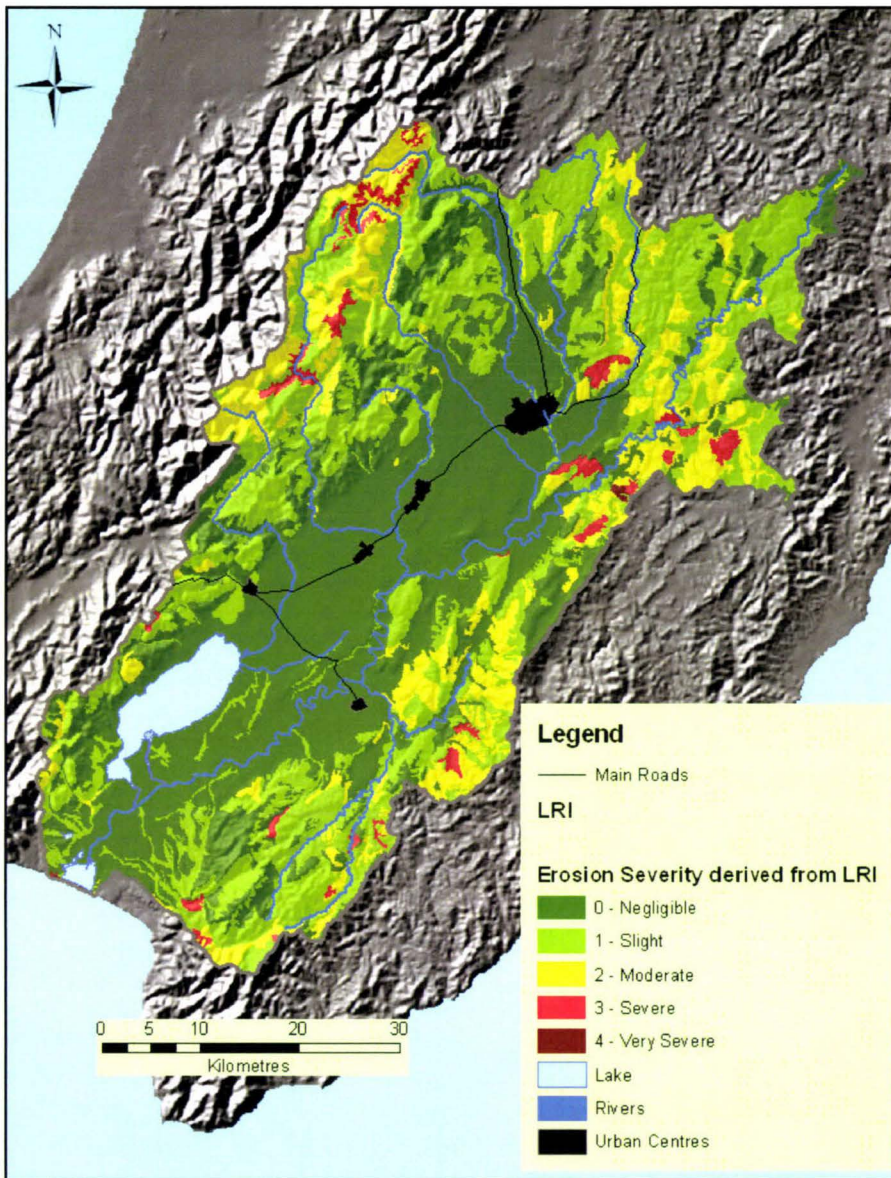 N
Legend
Main Roads
LRI
Erosion Severity derived from LRI
0 - Negligible
1 - Slight
2 - Moderate
3 - Severe
4 - Very Severe
Lake
Rivers
Urban Centres
0 5 10 20 30
Kilometres